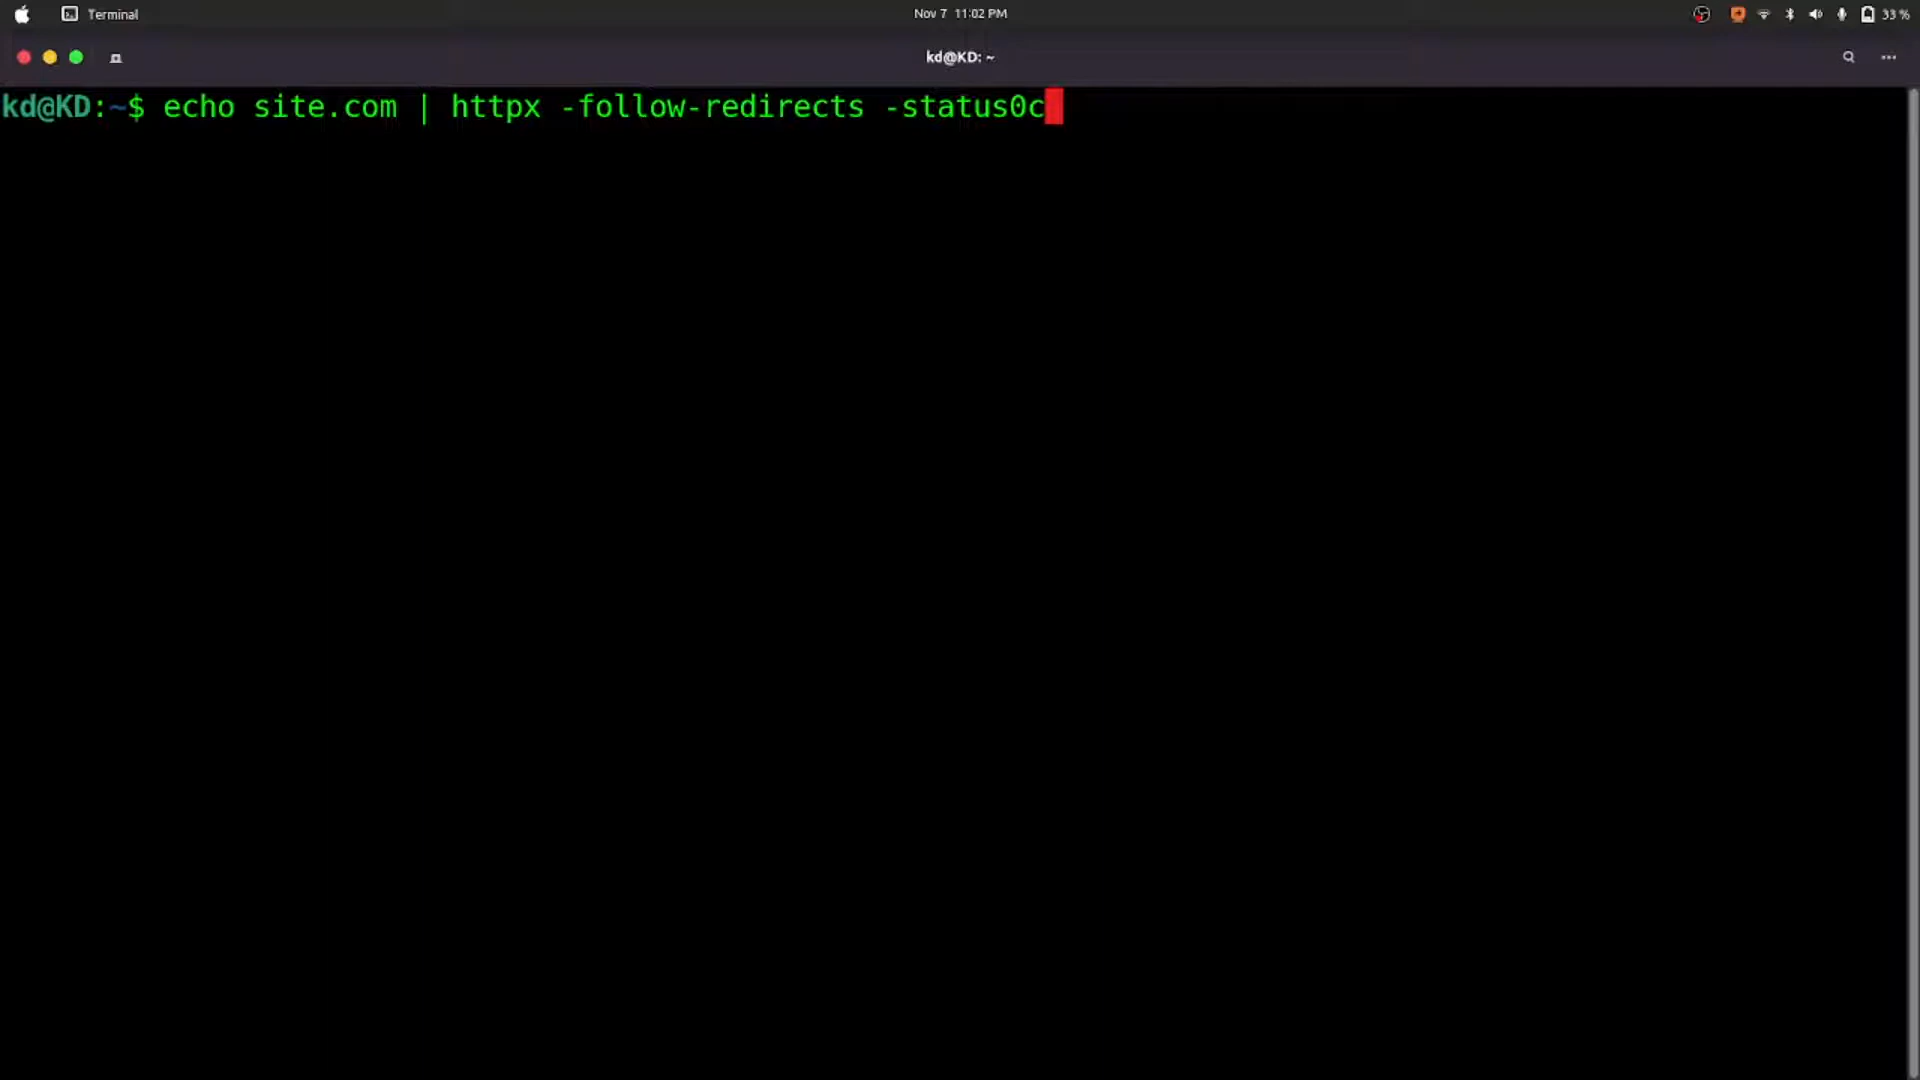 Terminal
Nov 7 11:02 PM
33 %
kd@KD: ~
kd@KD:~$ echo site.com | httpx -follow-redirects -status0c